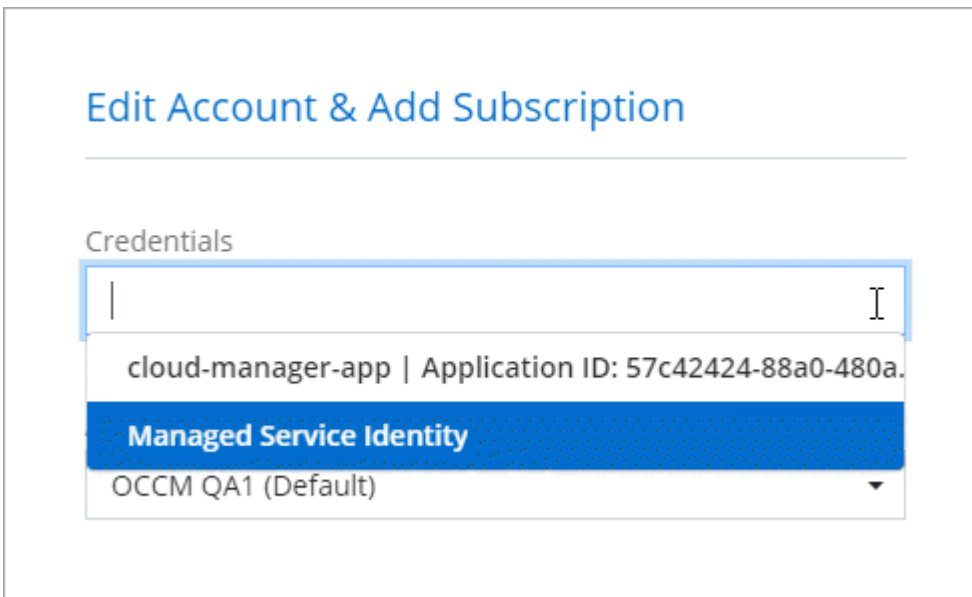 Edit Account & Add Subscription
Credentials
cloud-manager-app | Application ID: 57c42424-88a0-480a.
Managed Service Identity
OCCM QA1 (Default)